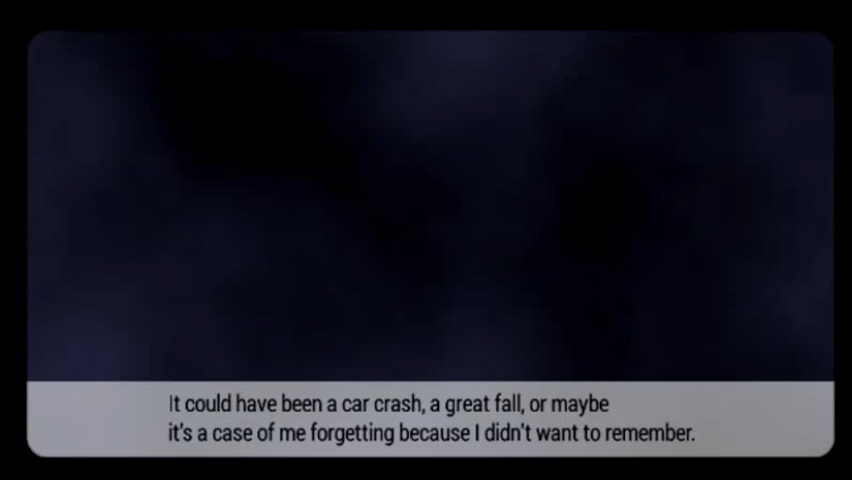 It could have been a car crash, a great fall, or maybe
it's a case of me forgetting because I didn't want to remember.